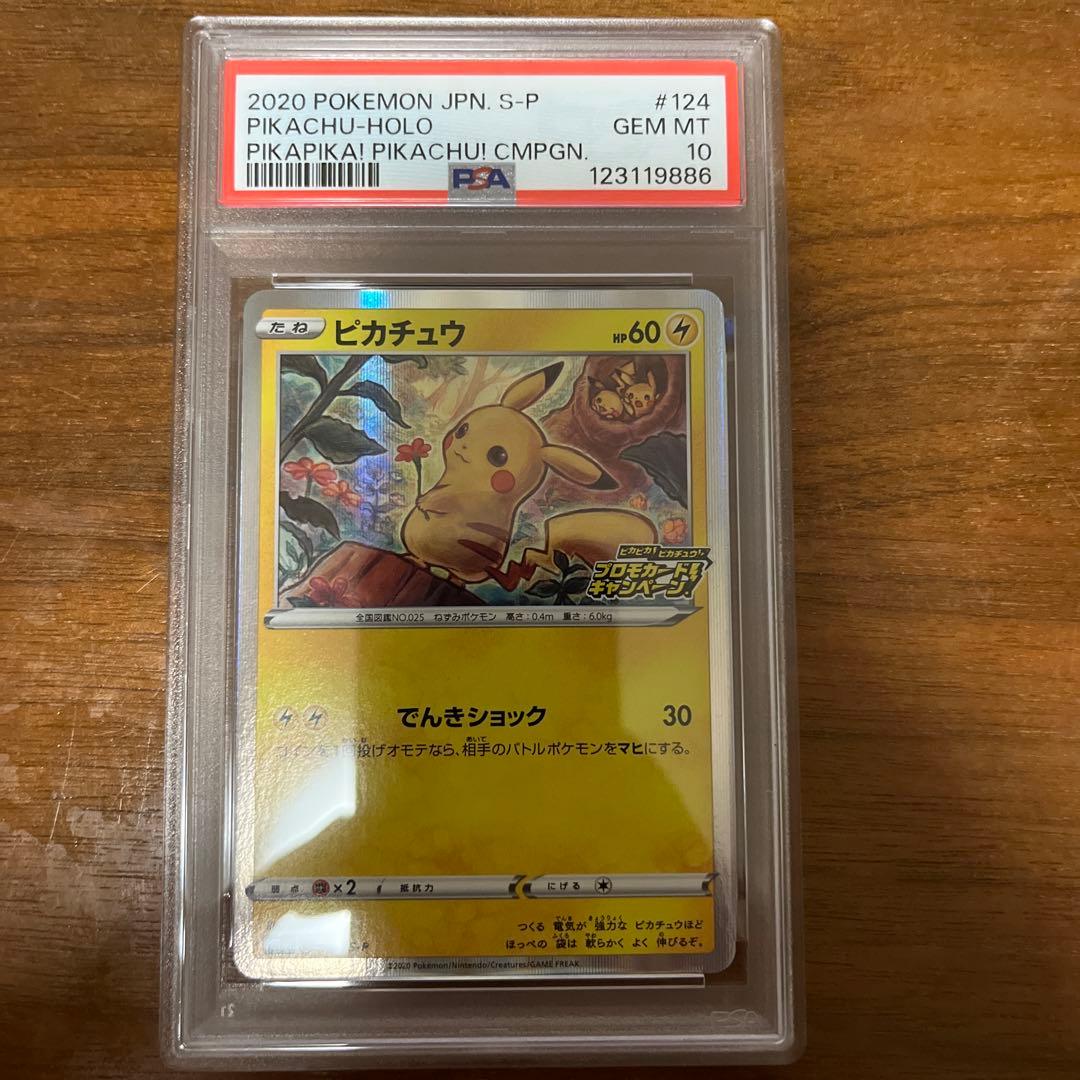 2020 POKEMON JPN. S-P #124
PIKACHU-HOLO GEM MT
PIKAPIKA! PIKACHU! CMPGN. 10
PSA 123119886
たね ピカチュウ HP60
ピカピカ! ピカチュウ!
プロモカード
キャンペーン!
全国図鑑NO.025 ねずみポケモン 高さ:0.4m 重さ:6.0kg
でんきショック 30
コインを1回投げオモテなら、相手のバトルポケモンをマヒにする。
弱点 ×2 抵抗力 にげる
つくる 電気が 強力な ピカチュウほど
ほっぺの 袋は 軟らかく よく 伸びるぞ。
S-P
©2020 Pokémon/Nintendo/Creatures/GAME FREAK